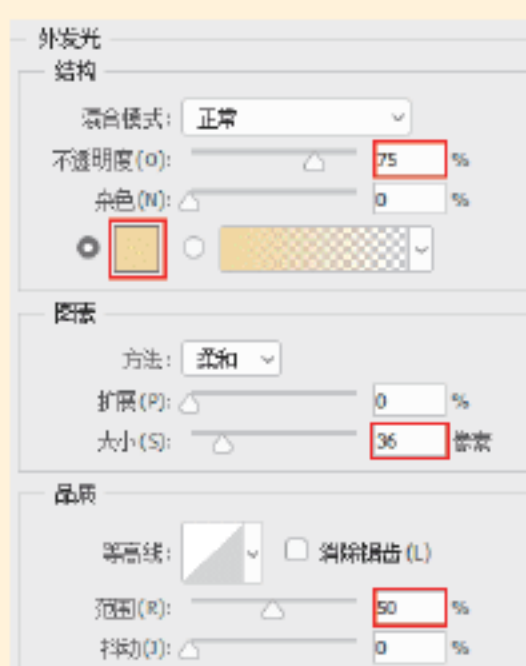 外发光
结构
混合模式： 正常
不透明度(O): 75 %
杂色(N): 0 %
图素
方法： 柔和
扩展(P): 0 %
大小(S): 36 像素
品质
等高线： 消除锯齿(L)
范围(R): 50 %
抖动(J): 0 %